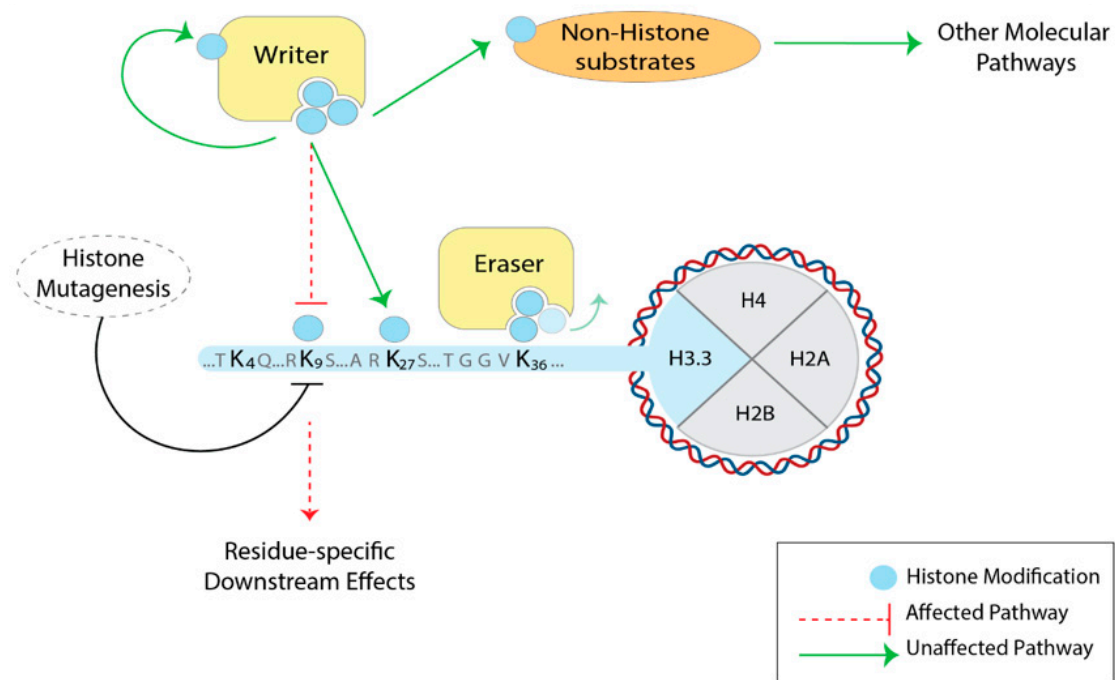 Writer
Non-Histone
substrates
Other Molecular
Pathways
Histone
Mutagenesis
Eraser
...T K4 Q...R K9 S...A R K27 S...T G G V K36 ...
H3.3
H4
H2A
H2B
Residue-specific
Downstream Effects
Histone Modification
Affected Pathway
Unaffected Pathway